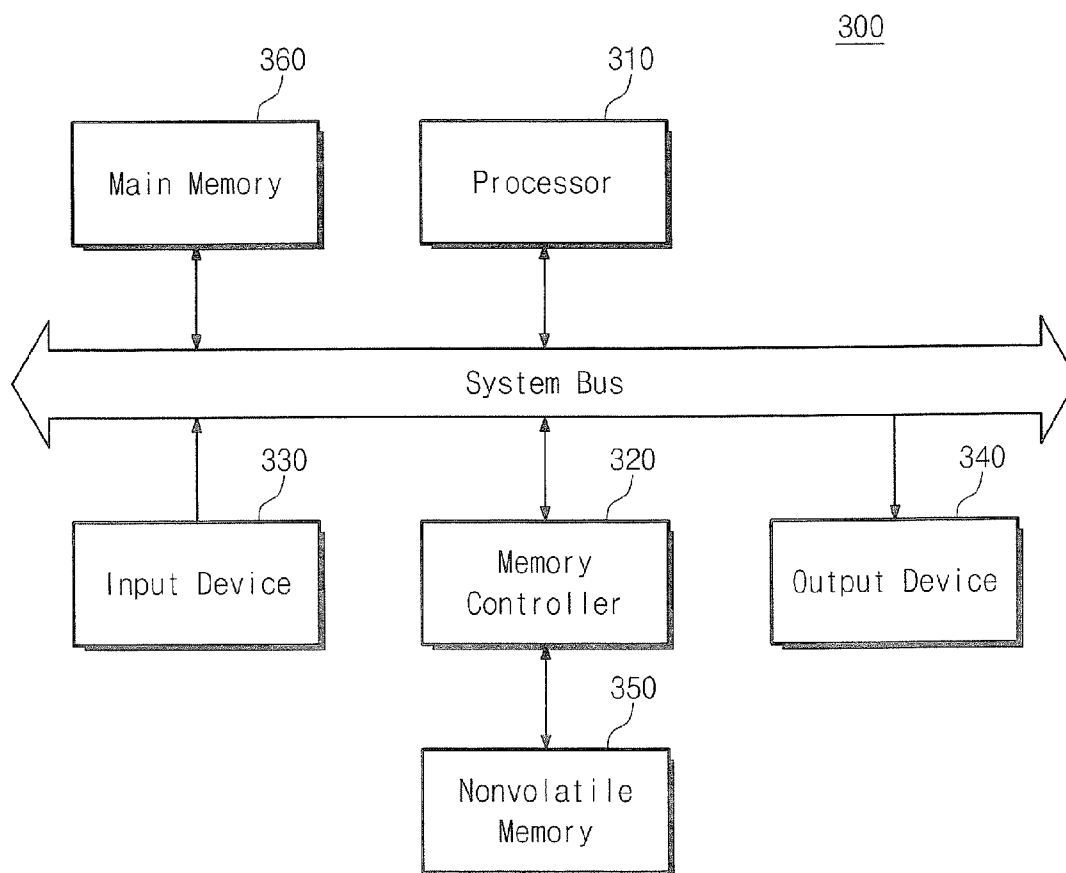 300
360
310
Main Memory
Processor
System Bus
330
320
340
Input Device
Memory
Controller
Output Device
350
Nonvolatile
Memory